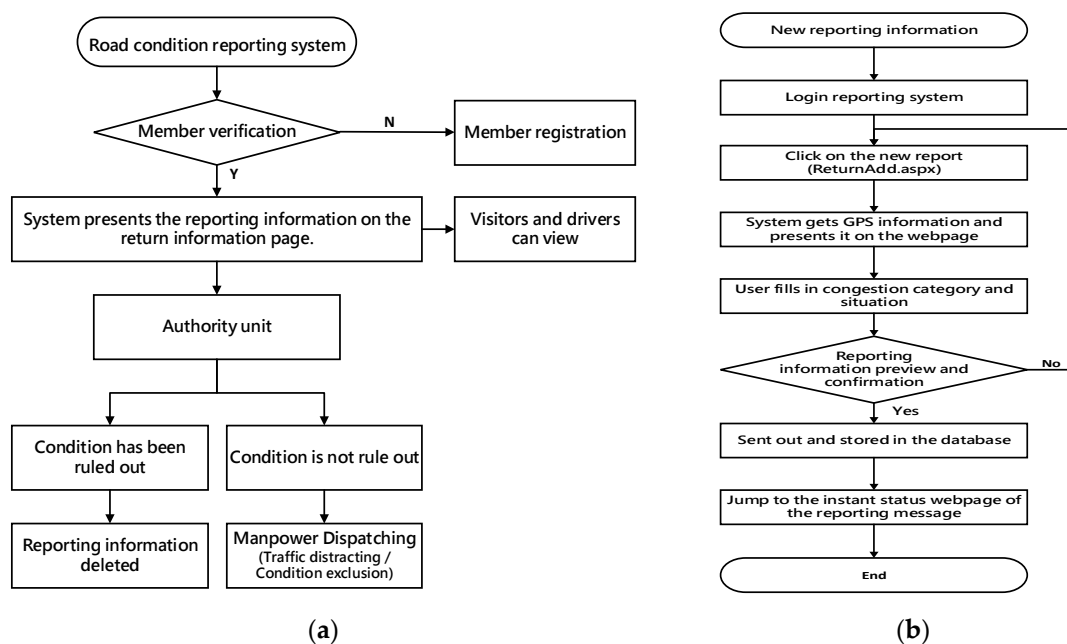 Road condition reporting system
Member verification
N
Member registration
Y
System presents the reporting information on the
return information page.
Visitors and drivers
can view
Authority unit
Condition has been
ruled out
Condition is not rule out
Reporting information
deleted
Manpower Dispatching
(Traffic distracting /
Condition exclusion)
(a)
New reporting information
Login reporting system
Click on the new report
(ReturnAdd.aspx)
System gets GPS information and
presents it on the webpage
User fills in congestion category and
situation
Reporting
information preview and
confirmation
No
Yes
Sent out and stored in the database
Jump to the instant status webpage of
the reporting message
End
(b)